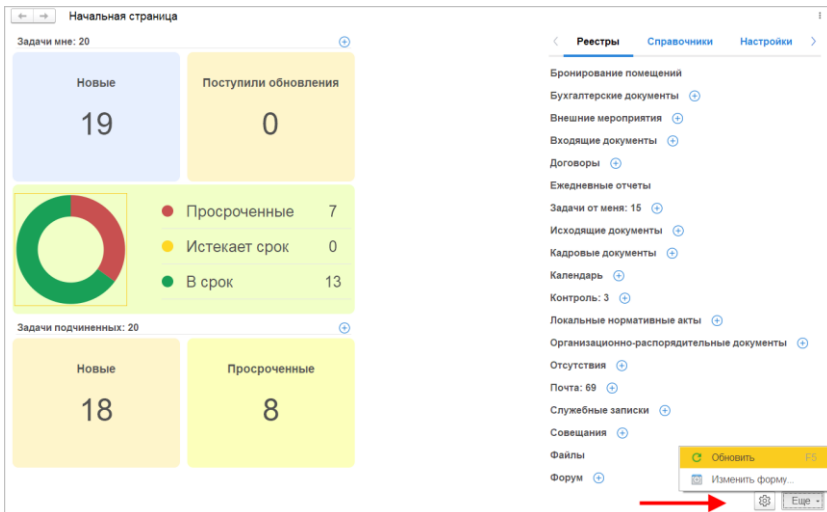 Начальная страница
Задачи мне: 20
Новые
19
Поступили обновления
0
Просроченные 7
Истекает срок 0
В срок 13
Задачи подчиненных: 20
Новые
18
Просроченные
8
Реестры Справочники Настройки
Бронирование помещений
Бухгалтерские документы
Внешние мероприятия
Входящие документы
Договоры
Ежедневные отчеты
Задачи от меня: 15
Исходящие документы
Кадровые документы
Календарь
Контроль: 3
Локальные нормативные акты
Организационно-распорядительные документы
Отсутствия
Почта: 69
Служебные записки
Совещания
Файлы
Форум
Обновить F5
Изменить форму...
Еще